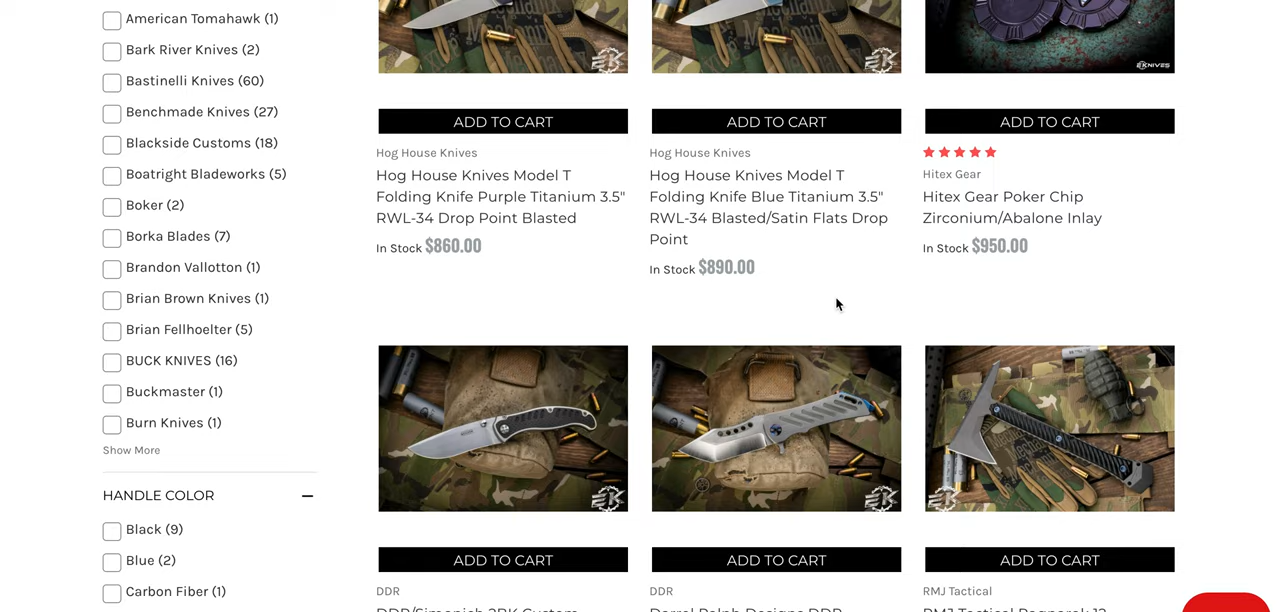 American Tomahawk (1)
Bark River Knives (2)
Bastinelli Knives (60)
Benchmade Knives (27)
Blackside Customs (18)
Boatright Bladeworks (5)
Boker (2)
Borka Blades (7)
Brandon Vallotton (1)
Brian Brown Knives (1)
Brian Fellhoelter (5)
BUCK KNIVES (16)
Buckmaster (1)
Burn Knives (1)
Show More
HANDLE COLOR
Black (9)
Blue (2)
Carbon Fiber (1)
ADD TO CART
Hog House Knives
Hog House Knives Model T
Folding Knife Purple Titanium 3.5"
RWL-34 Drop Point Blasted
In Stock $860.00
ADD TO CART
Hog House Knives
Hog House Knives Model T
Folding Knife Blue Titanium 3.5"
RWL-34 Blasted/Satin Flats Drop
Point
In Stock $890.00
2KNIVES
ADD TO CART
Hitex Gear
Hitex Gear Poker Chip
Zirconium/Abalone Inlay
In Stock $950.00
2K
ADD TO CART
DDR
2K
ADD TO CART
DDR
2K
ADD TO CART
RMJ Tactical